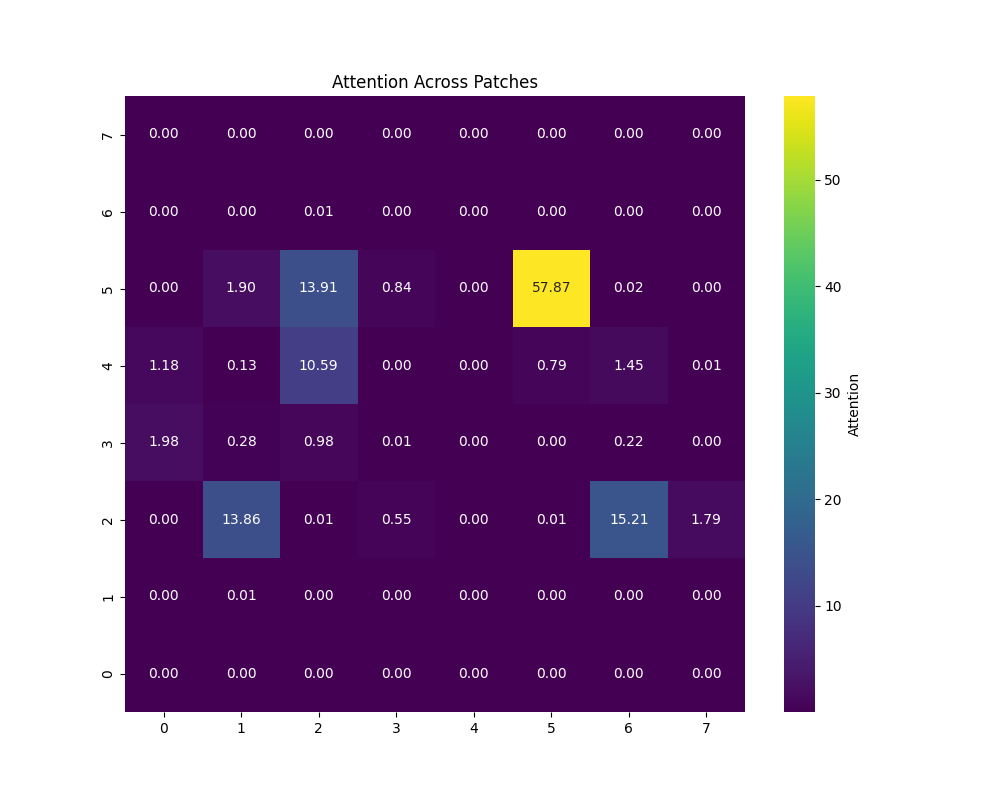 Attention Across Patches
7 0.00 0.00 0.00 0.00 0.00 0.00 0.00 0.00
6 0.00 0.00 0.01 0.00 0.00 0.00 0.00 0.00
5 0.00 1.90 13.91 0.84 0.00 57.87 0.02 0.00
4 1.18 0.13 10.59 0.00 0.00 0.79 1.45 0.01
3 1.98 0.28 0.98 0.01 0.00 0.00 0.22 0.00
2 0.00 13.86 0.01 0.55 0.00 0.01 15.21 1.79
1 0.00 0.01 0.00 0.00 0.00 0.00 0.00 0.00
0 0.00 0.00 0.00 0.00 0.00 0.00 0.00 0.00
0 1 2 3 4 5 6 7
50
40
30
20
10
Attention